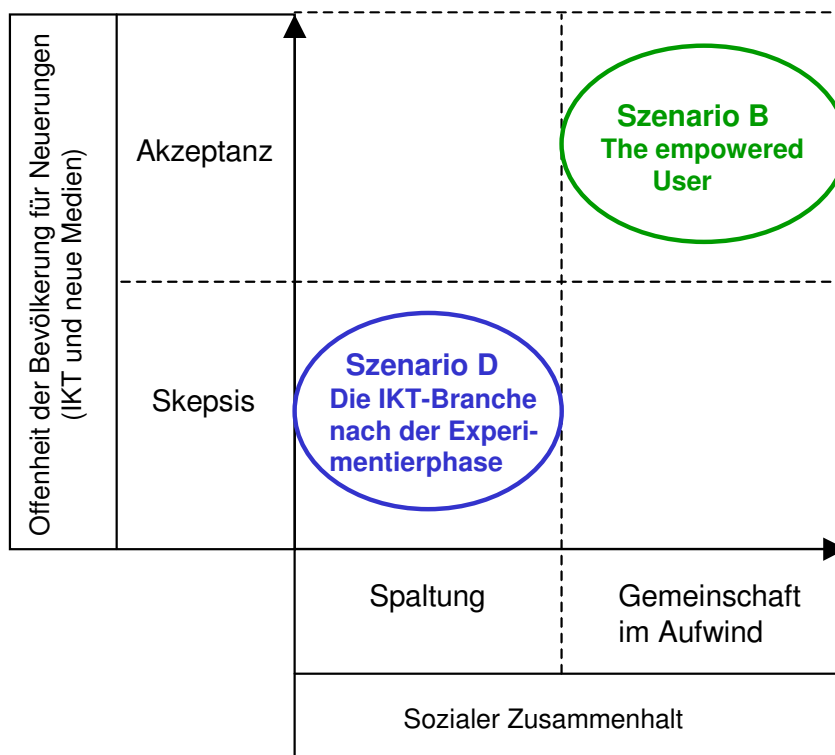 Offenheit der Bevölkerung für Neuerungen
(IKT und neue Medien)
Akzeptanz
Szenario B
The empowered
User
Skepsis
Szenario D
Die IKT-Branche
nach der Experi-
mentierphase
Spaltung
Gemeinschaft
im Aufwind
Sozialer Zusammenhalt